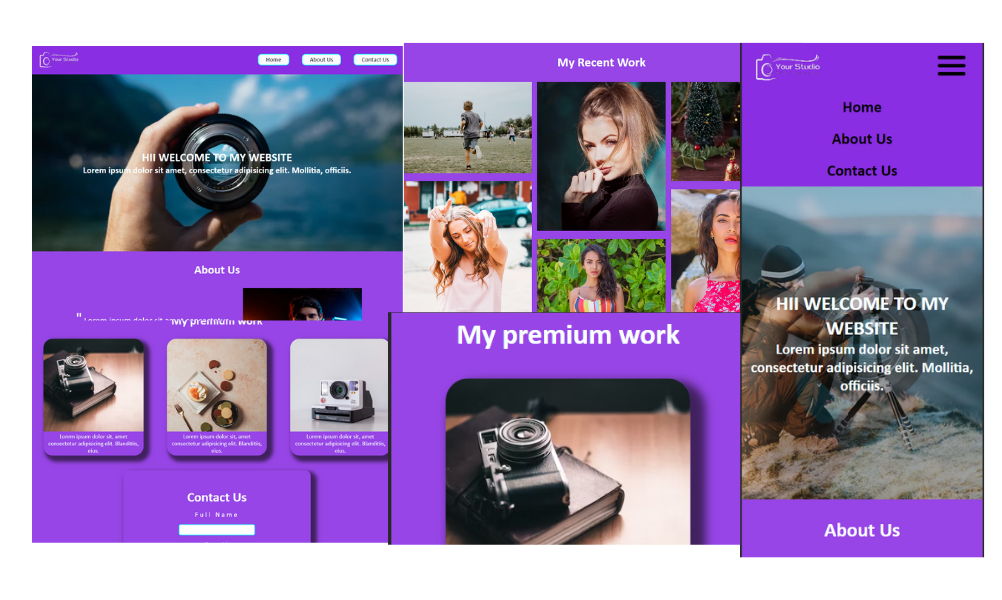 Your Studio
Home
About Us
Contact Us
HII WELCOME TO MY WEBSITE
Lorem ipsum dolor sit amet, consectetur adipisicing elit. Mollitia, officiis.
About Us
"
Lorem ipsum dolor sit
My premium work
Lorem ipsum dolor sit, amet
consectetur adipisicing elit. Blanditiis,
eius.
Lorem ipsum dolor sit, amet
consectetur adipisicing elit. Blanditiis,
eius.
Lorem ipsum dolor sit, amet
consectetur adipisicing elit. Blanditiis,
eius.
Contact Us
Full Name
My Recent Work
My premium work
Your Studio
Home
About Us
Contact Us
HII WELCOME TO MY
WEBSITE
Lorem ipsum dolor sit amet,
consectetur adipisicing elit. Mollitia,
officiis.
About Us